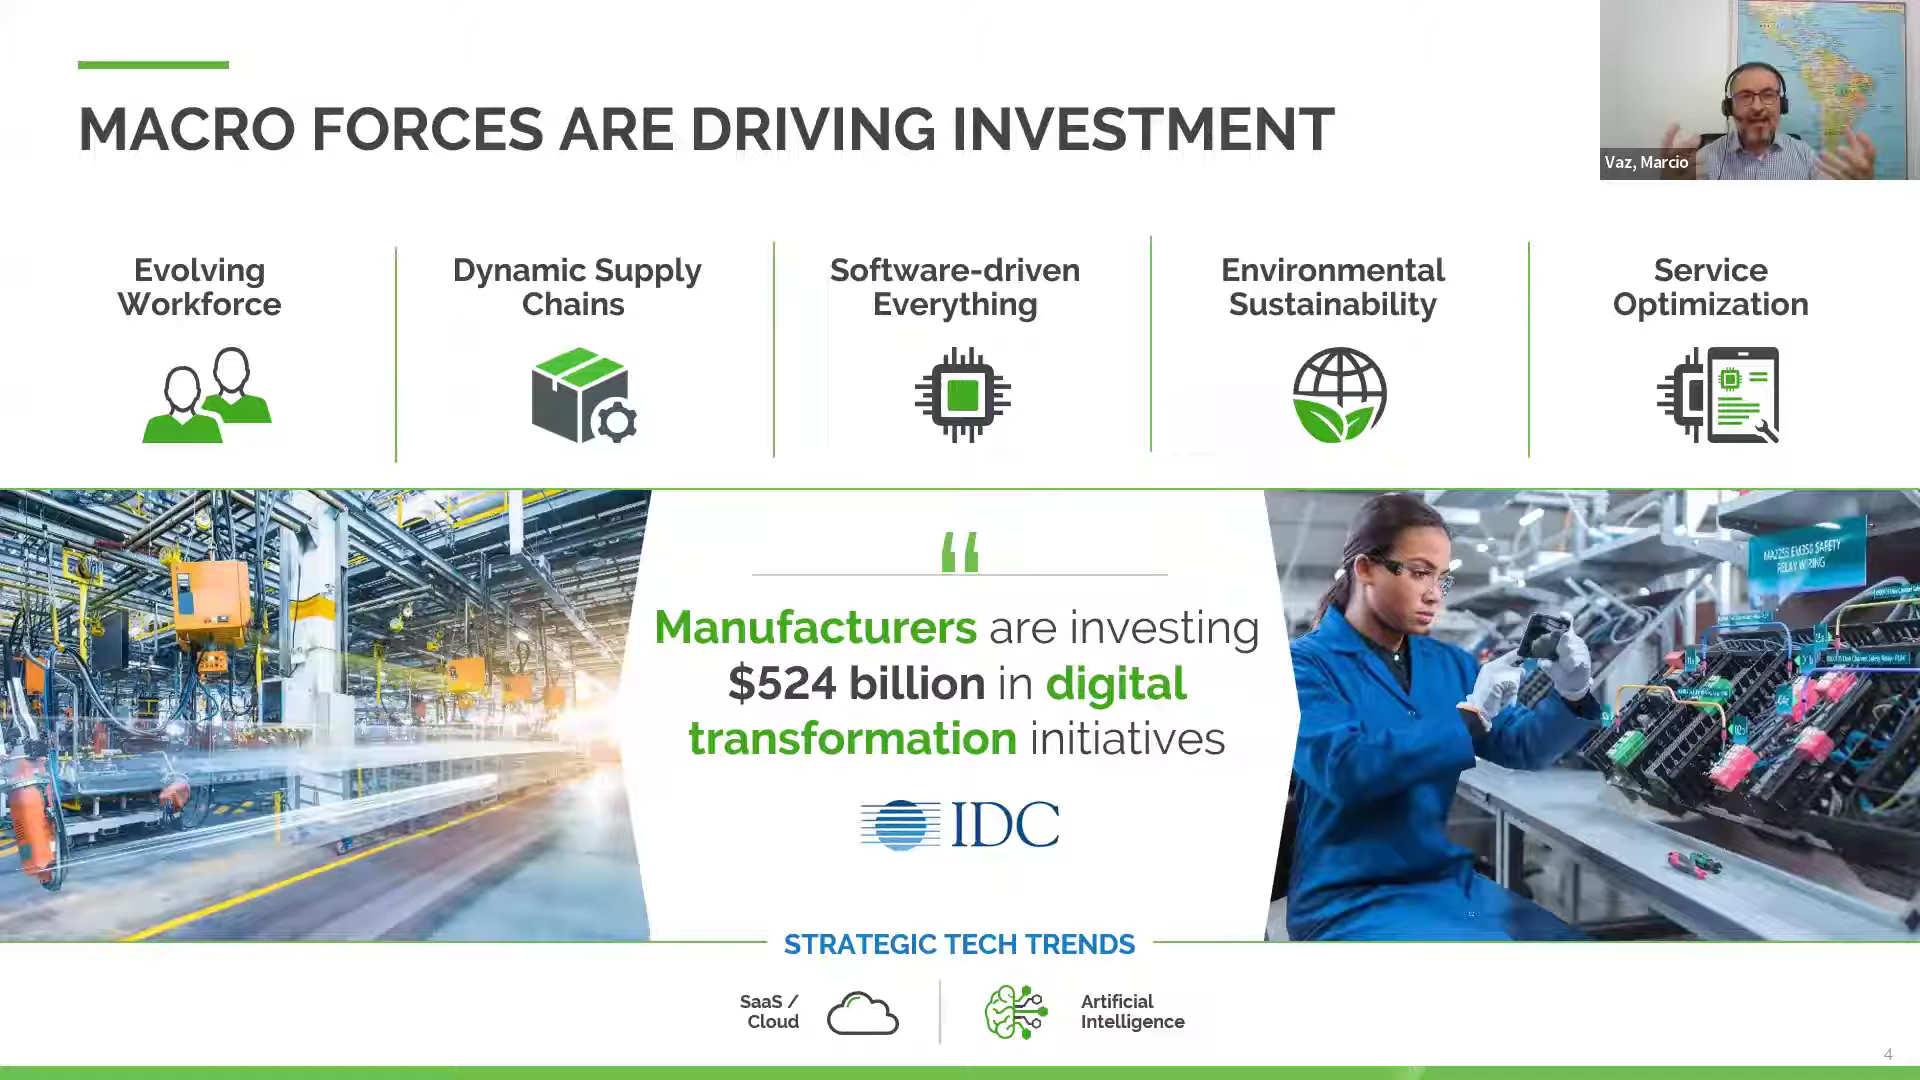 MACRO FORCES ARE DRIVING INVESTMENT
Vaz, Marcio
Evolving
Workforce
Dynamic Supply
Chains
Software-driven
Everything
Environmental
Sustainability
Service
Optimization
“
Manufacturers are investing
$524 billion in digital
transformation initiatives
IDC
STRATEGIC TECH TRENDS
SaaS /
Cloud
Artificial
Intelligence
4